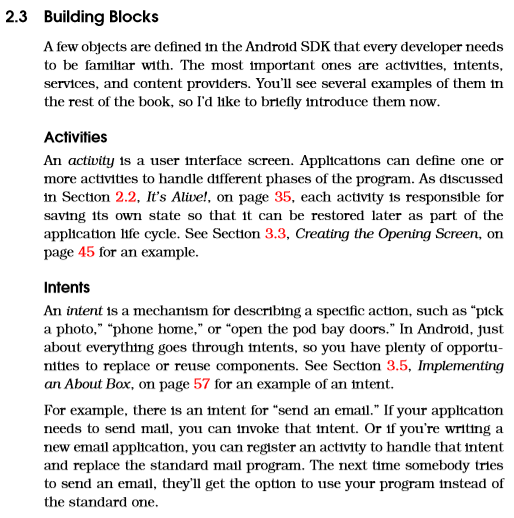 2.3 Building Blocks
A few objects are defined in the Android SDK that every developer needs
to be familiar with. The most important ones are activities, intents,
services, and content providers. You'll see several examples of them in
the rest of the book, so I'd like to briefly introduce them now.
Activities
An activity is a user interface screen. Applications can define one or
more activities to handle different phases of the program. As discussed
in Section 2.2, It's Alive!, on page 35, each activity is responsible for
saving its own state so that it can be restored later as part of the
application life cycle. See Section 3.3, Creating the Opening Screen, on
page 45 for an example.
Intents
An intent is a mechanism for describing a specific action, such as “pick
a photo,” “phone home,” or “open the pod bay doors.” In Android, just
about everything goes through intents, so you have plenty of opportu-
nities to replace or reuse components. See Section 3.5, Implementing
an About Box, on page 57 for an example of an intent.
For example, there is an intent for “send an email.” If your application
needs to send mail, you can invoke that intent. Or if you're writing a
new email application, you can register an activity to handle that intent
and replace the standard mail program. The next time somebody tries
to send an email, they'll get the option to use your program instead of
the standard one.